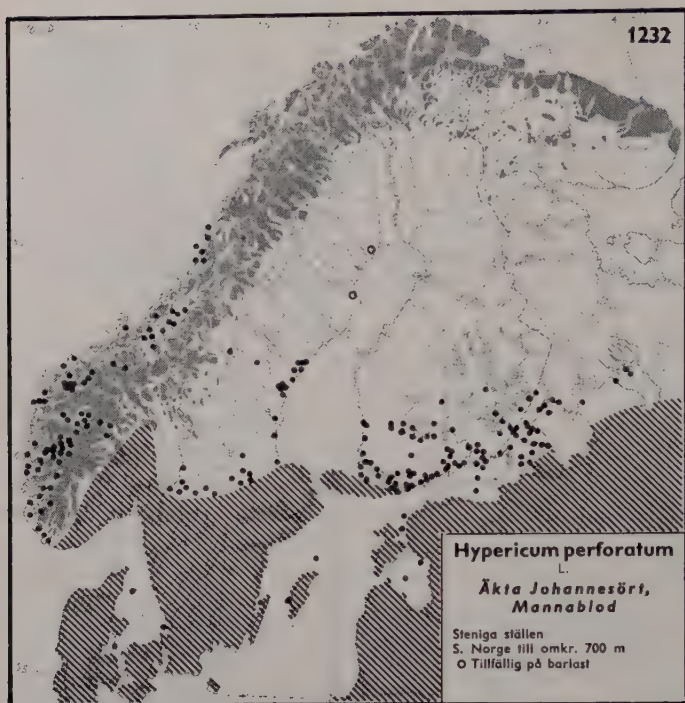 1232
Hypericum perforatum
L.
Äkta Johannesört,
Mannablod
Steniga ställen
S. Norge till omkr. 700 m
O Tillfällig på barlast